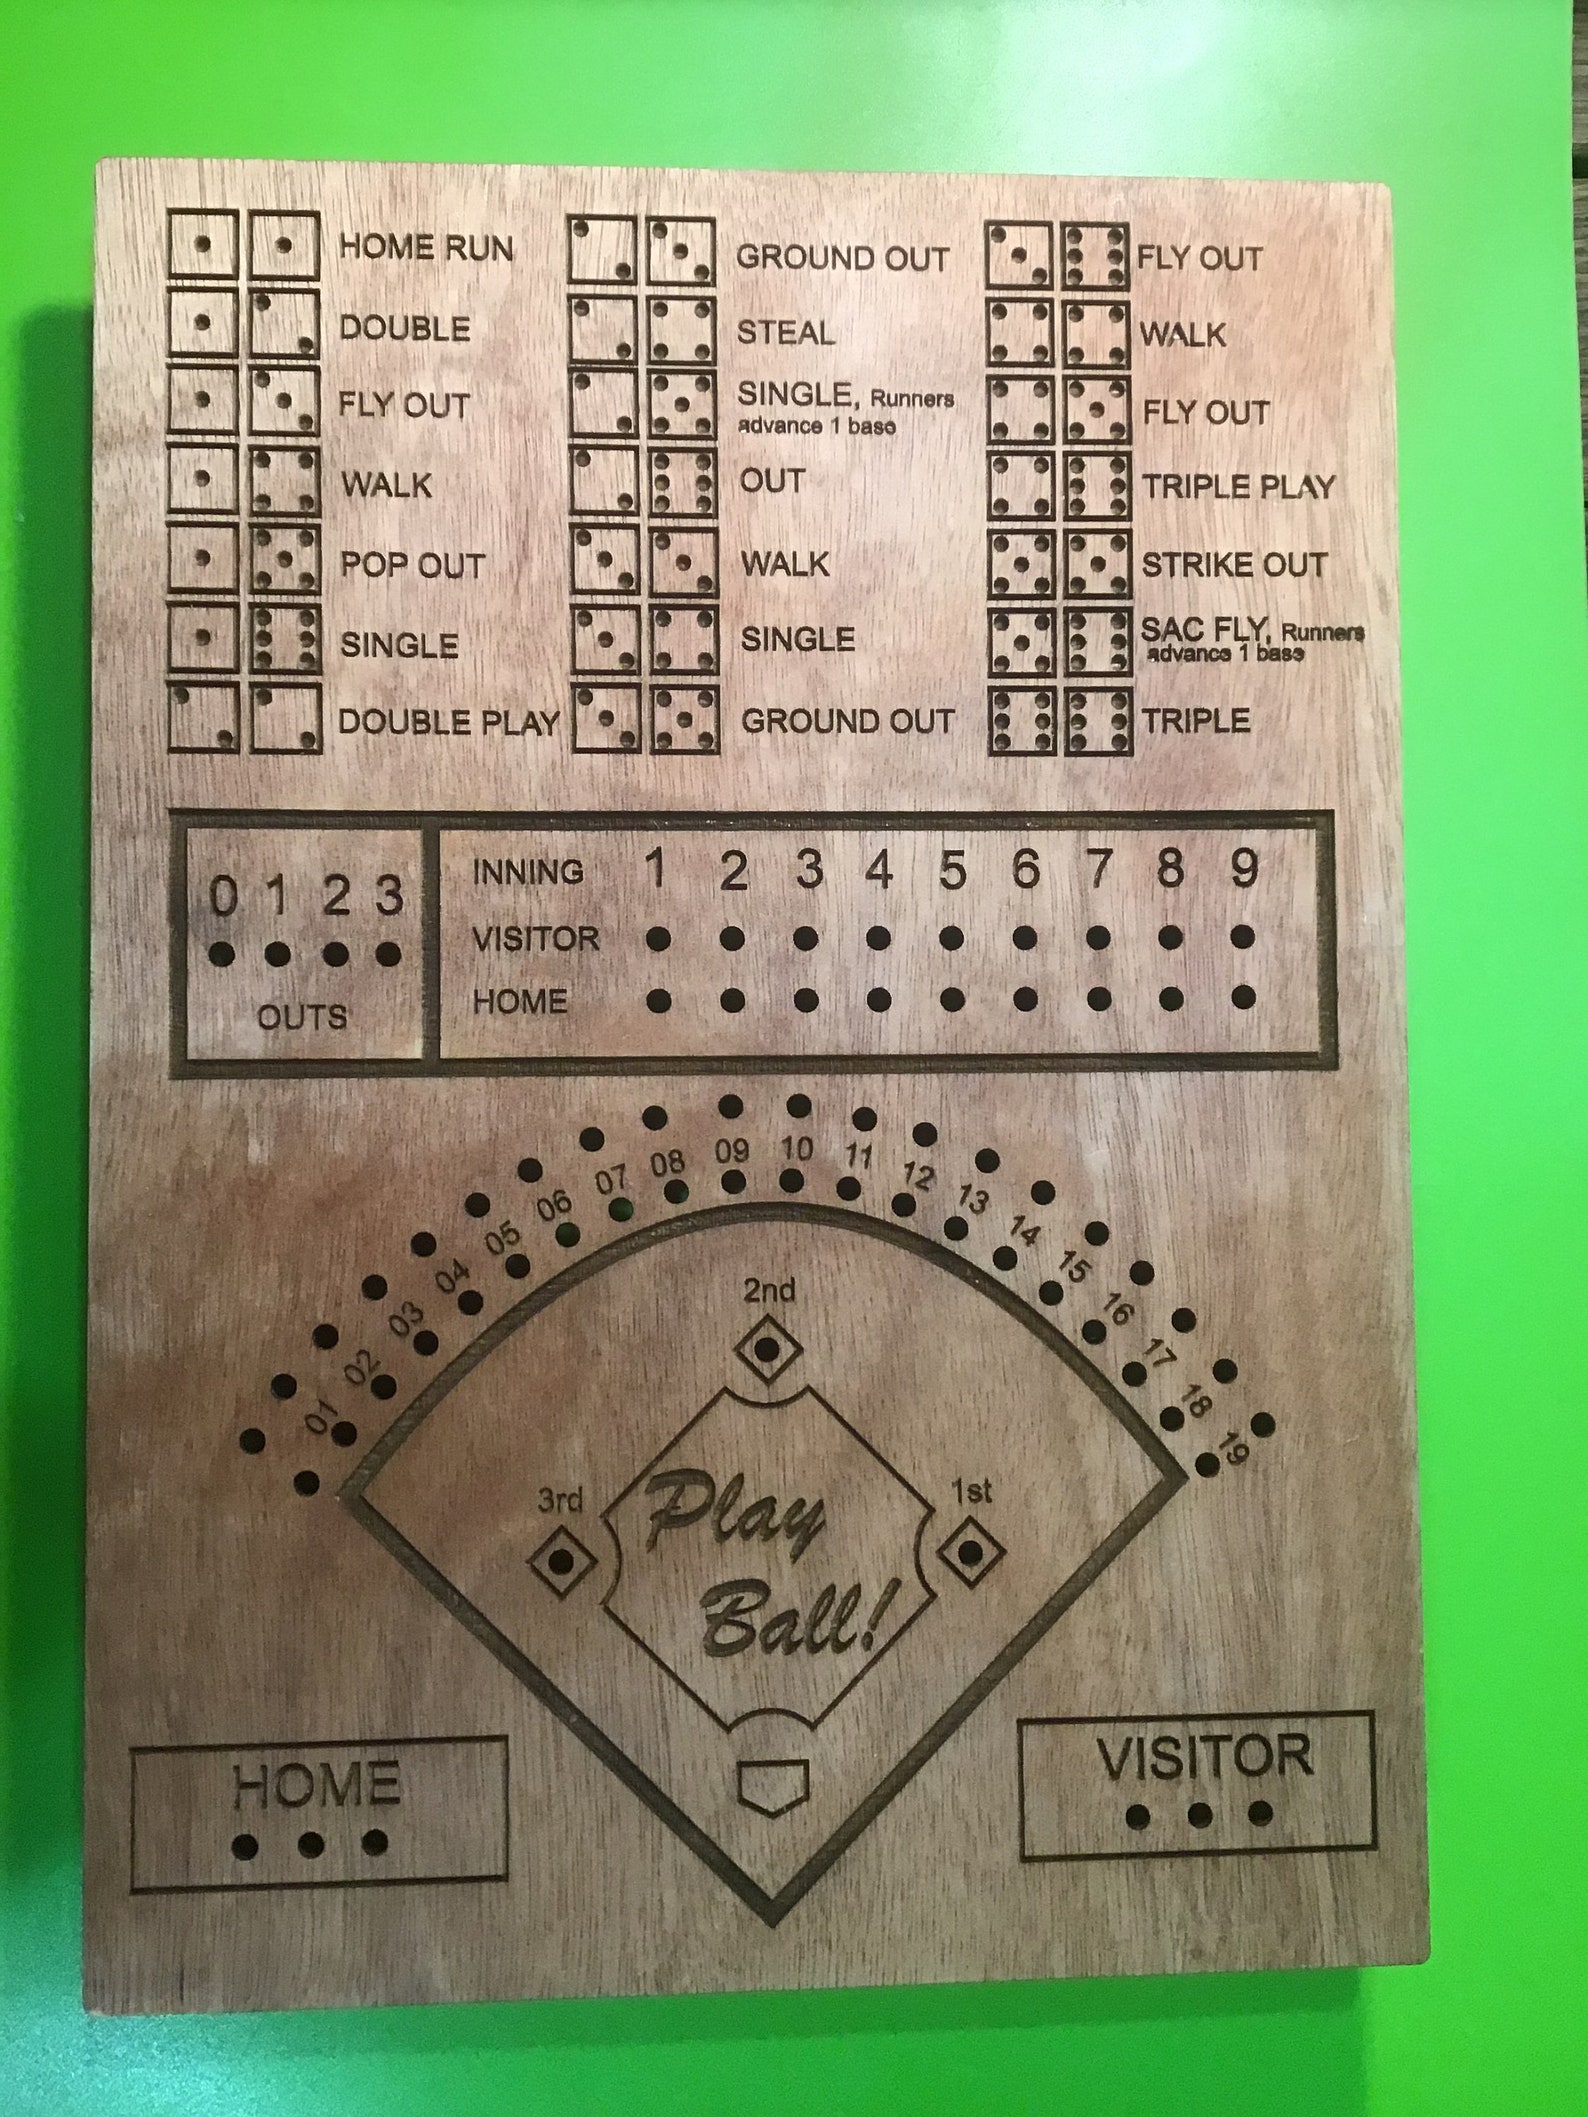 HOME RUN
DOUBLE
FLY OUT
WALK
POP OUT
SINGLE
DOUBLE PLAY
GROUND OUT
STEAL
SINGLE, Runners
advance 1 base
OUT
WALK
SINGLE
GROUND OUT
FLY OUT
WALK
FLY OUT
TRIPLE PLAY
STRIKE OUT
SAC FLY, Runners
advance 1 base
TRIPLE
0 1 2 3
OUTS
INNING 1 2 3 4 5 6 7 8 9
VISITOR
HOME
01 02 03 04 05 06 07 08 09 10 11 12 13 14 15 16 17 18 19
2nd
3rd
1st
Play
Ball!
HOME
VISITOR